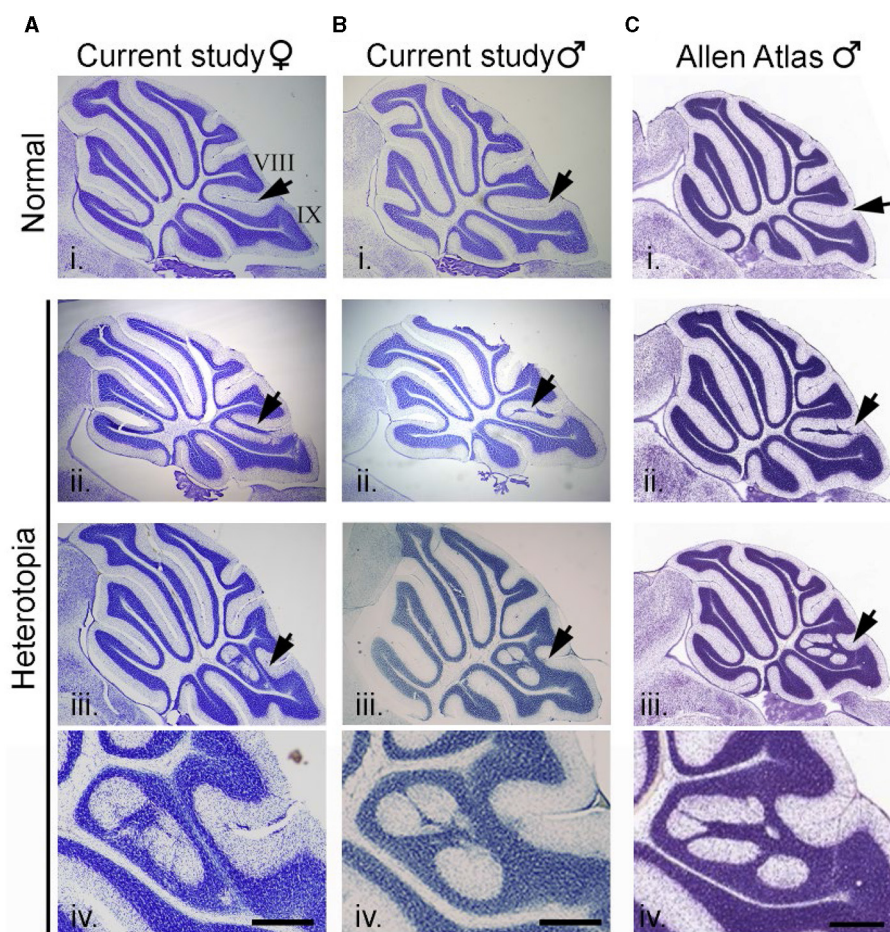 A B C
Current study♀ Current study♂ Allen Atlas ♂
Normal
VIII
IX
i. i. i.
Heterotopia
ii. ii. ii.
iii. iii. iii.
iv. iv. iv.